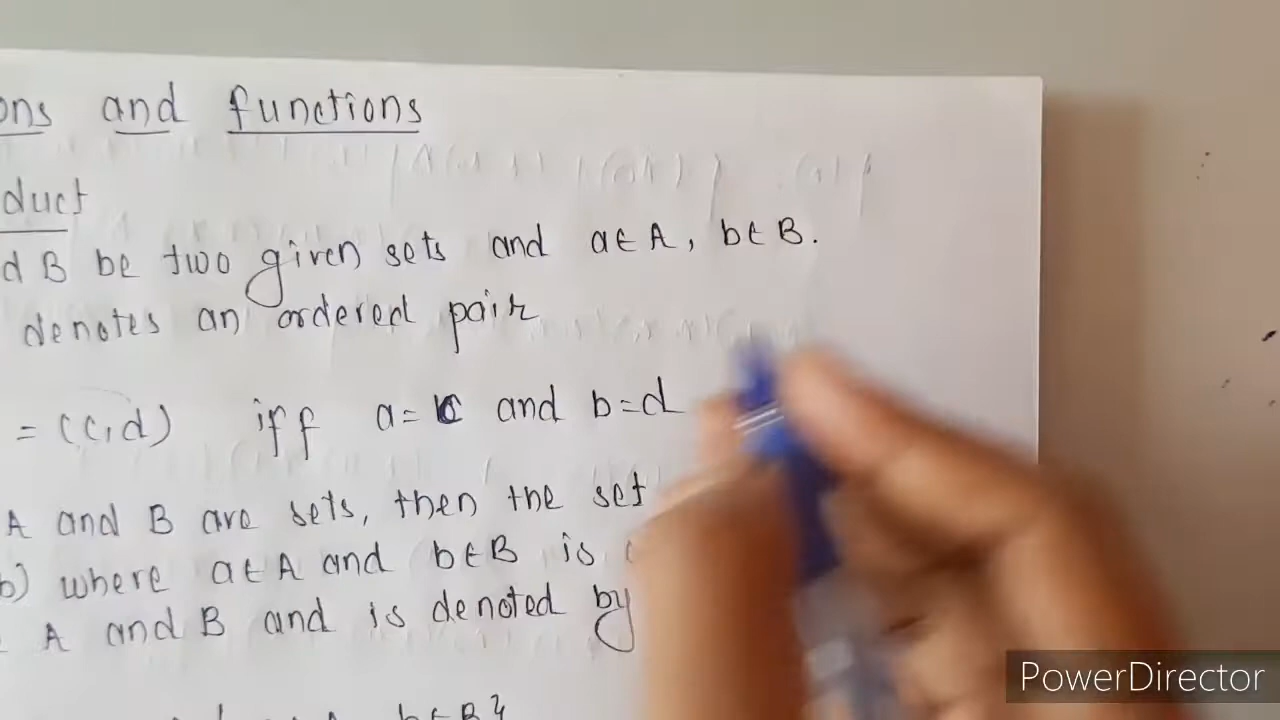 ons and functions
duct
d B be two given sets and a∈A, b∈B.
denotes an ordered pair
= (c,d) iff a=c and b=d
A and B are sets, then the set
b) where a∈A and b∈B is
A and B and is denoted by
b∈B}
PowerDirector